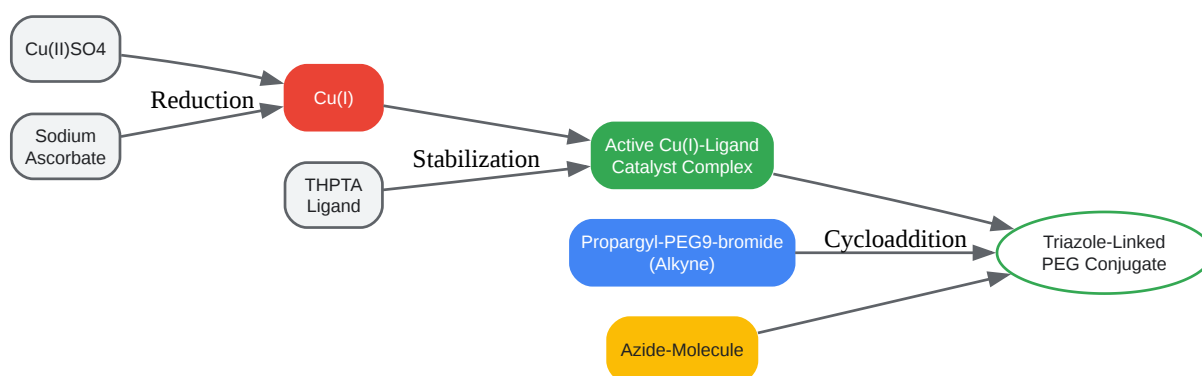 Cu(II)SO4
Sodium
Ascorbate
Reduction
Cu(I)
THPTA
Ligand
Stabilization
Active Cu(I)-Ligand
Catalyst Complex
Propargyl-PEG9-bromide
(Alkyne)
Azide-Molecule
Cycloaddition
Triazole-Linked
PEG Conjugate